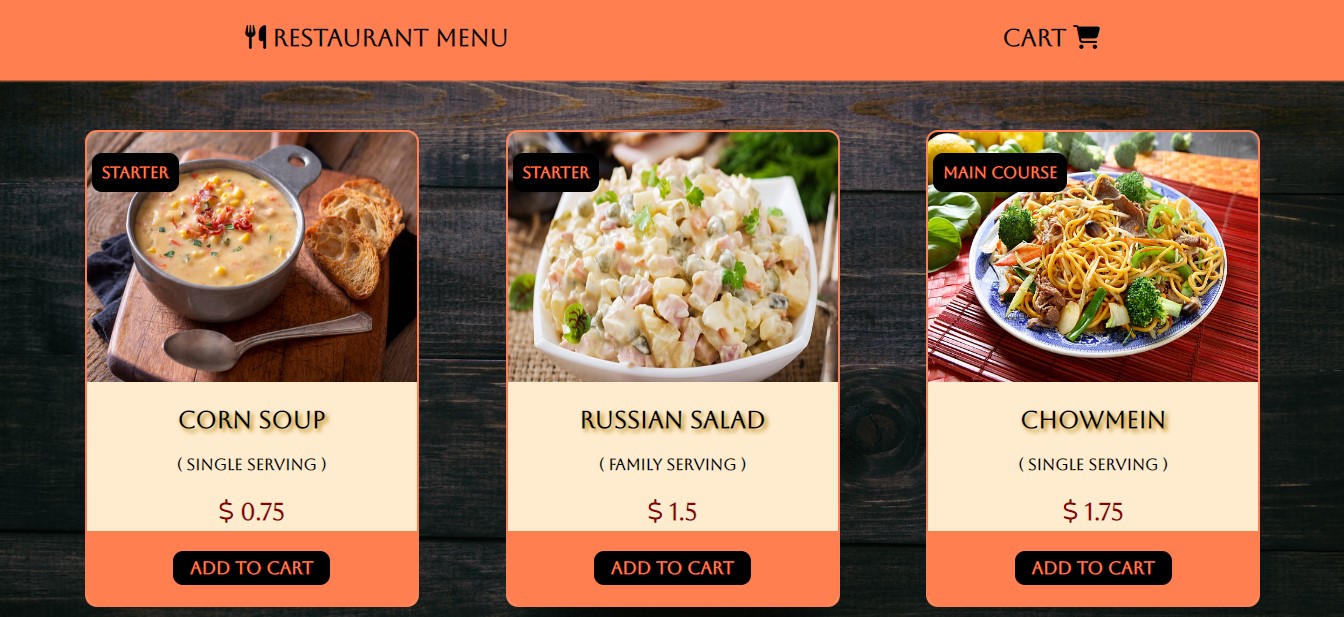 RESTAURANT MENU
CART
STARTER
CORN SOUP
( SINGLE SERVING )
$ 0.75
ADD TO CART
STARTER
RUSSIAN SALAD
( FAMILY SERVING )
$ 1.5
ADD TO CART
MAIN COURSE
CHOWMEIN
( SINGLE SERVING )
$ 1.75
ADD TO CART